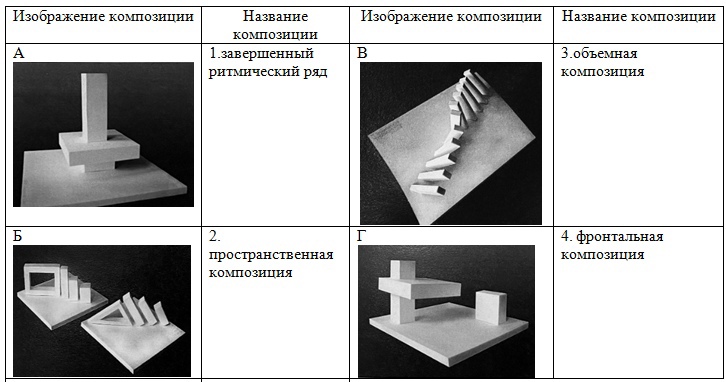 Изображение композиции
Название
композиции
Изображение композиции
Название композиции
А
1.завершенный
ритмический ряд
В
3.объемная
композиция
Б
2.
пространственная
композиция
Г
4. фронтальная
композиция